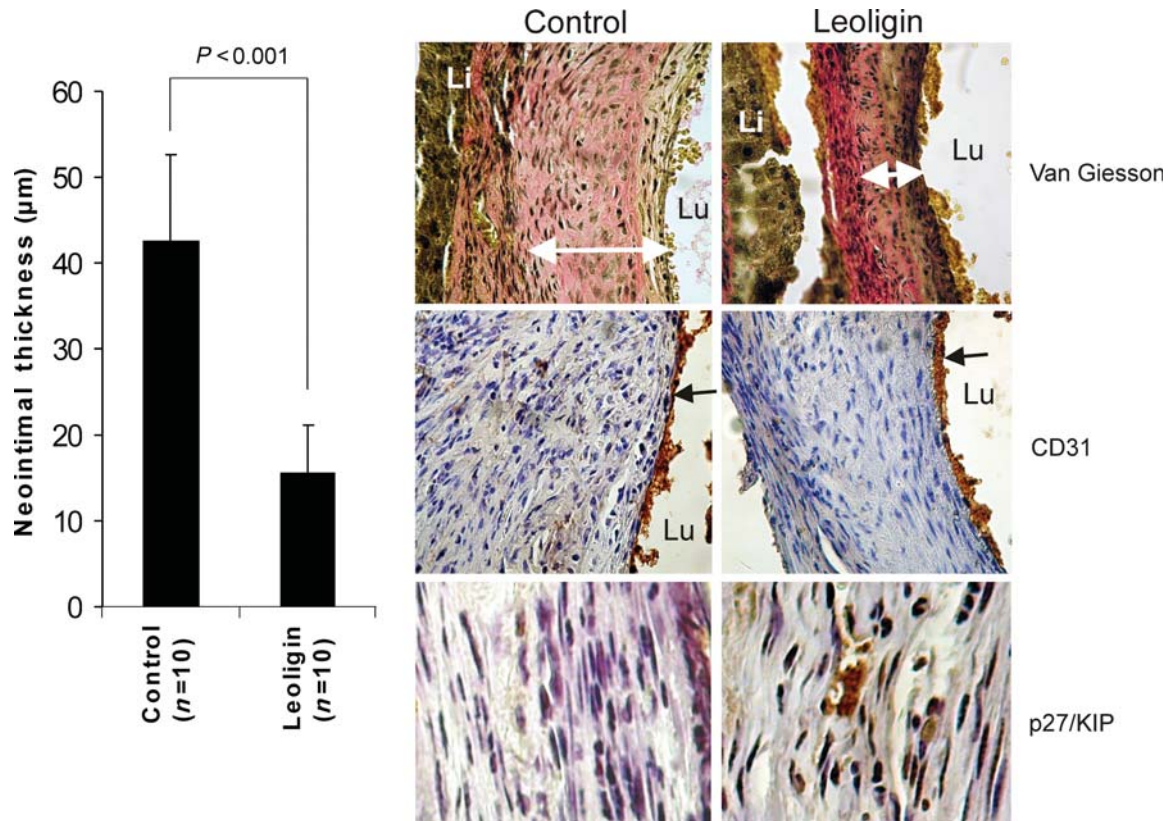 Control
Leoligin
P < 0.001
Neointimal thickness (µm)
60
50
40
30
20
10
0
Control
(n=10)
Leoligin
(n=10)
Li
Lu
Li
Lu
Van Giesson
Lu
Lu
CD31
p27/KIP